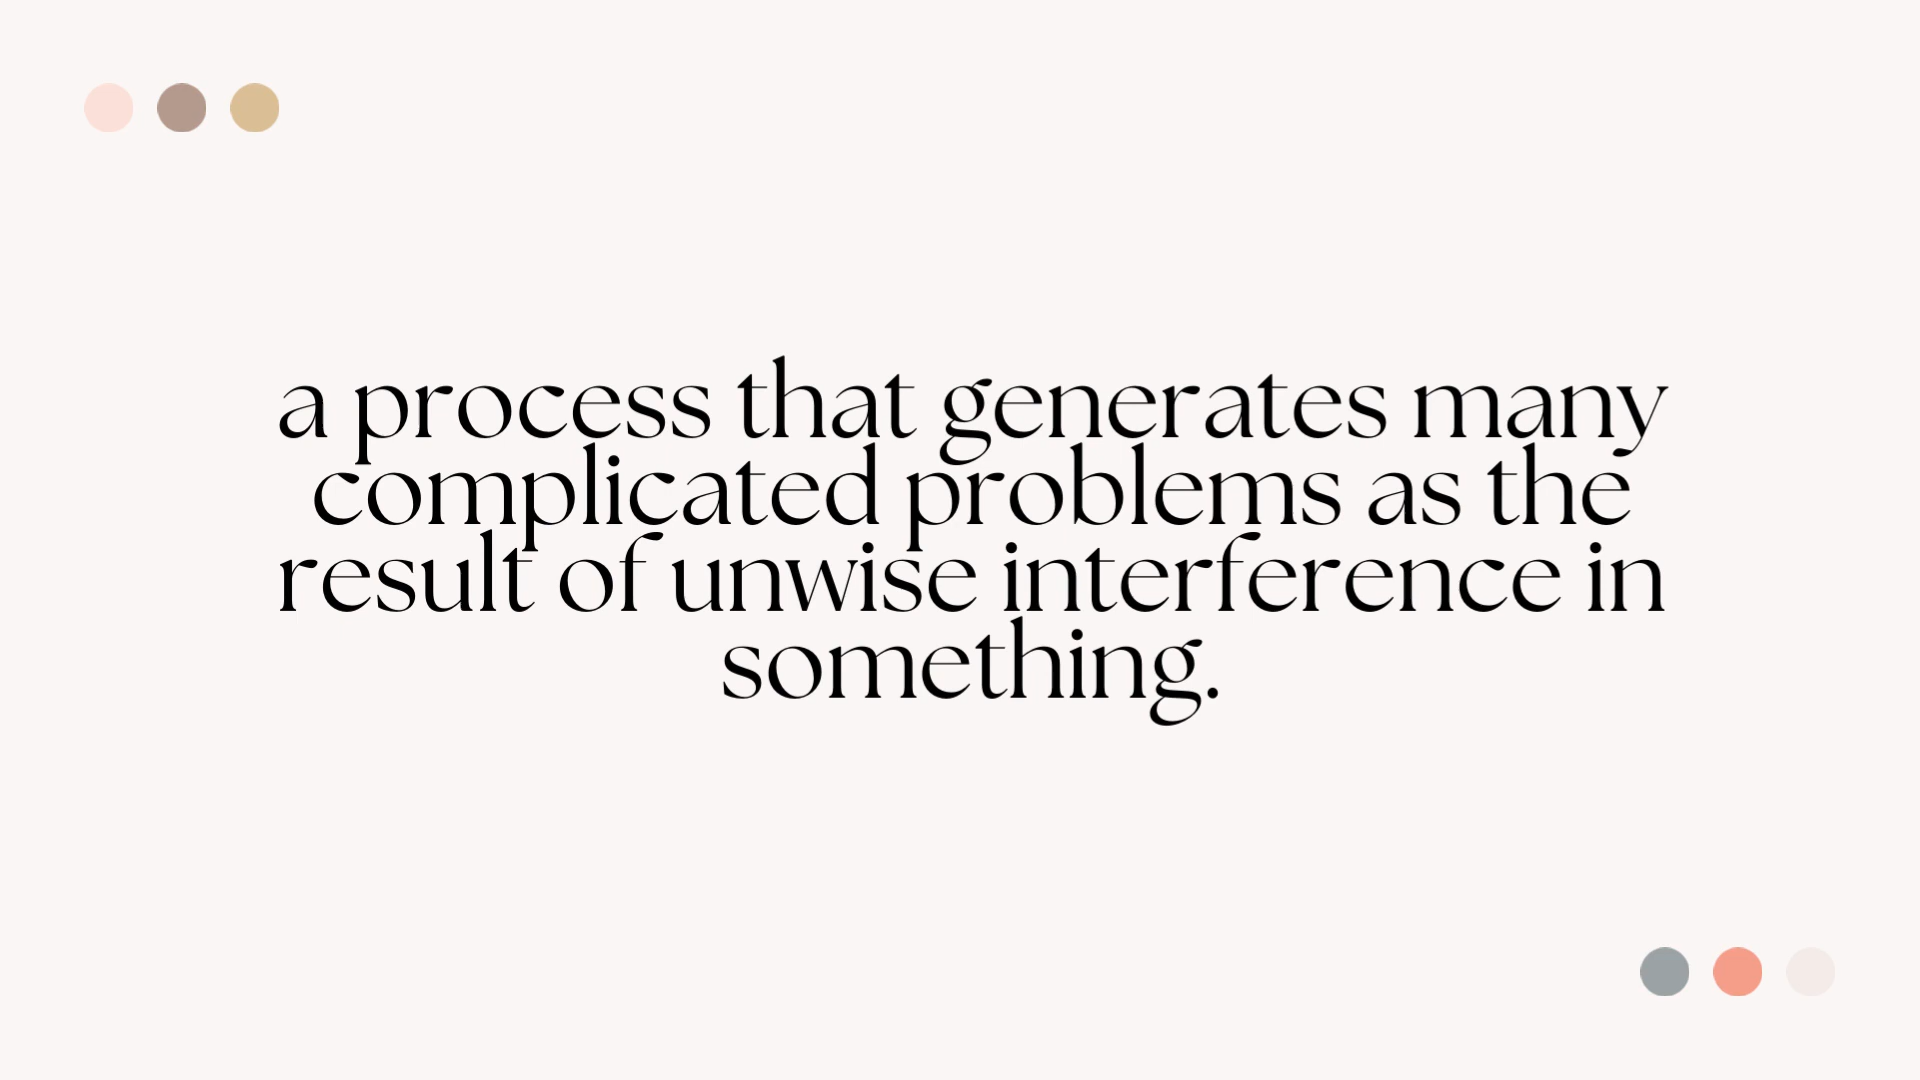 a process that generates many
complicated problems as the
result of unwise interference in
something.